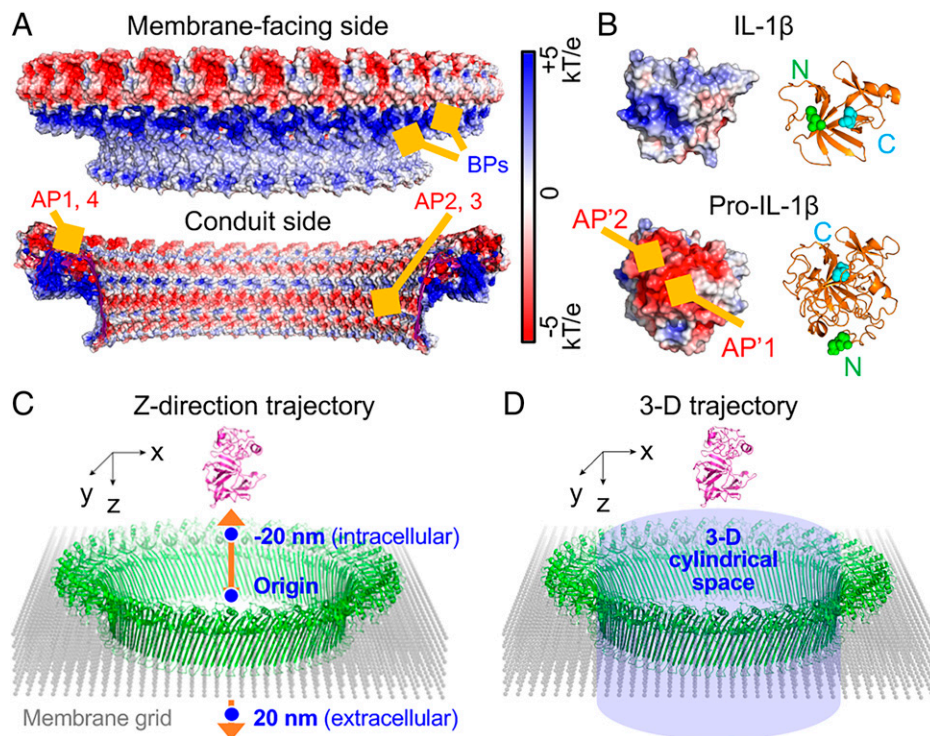 A
Membrane-facing side
BPs
AP1, 4
Conduit side
AP2, 3
+5
kT/e
0
-5
kT/e
B
IL-1β
N
C
Pro-IL-1β
AP'2
AP'1
C
N
C
Z-direction trajectory
x
y
z
-20 nm (intracellular)
Origin
Membrane grid
20 nm (extracellular)
D
3-D trajectory
x
y
z
3-D
cylindrical
space